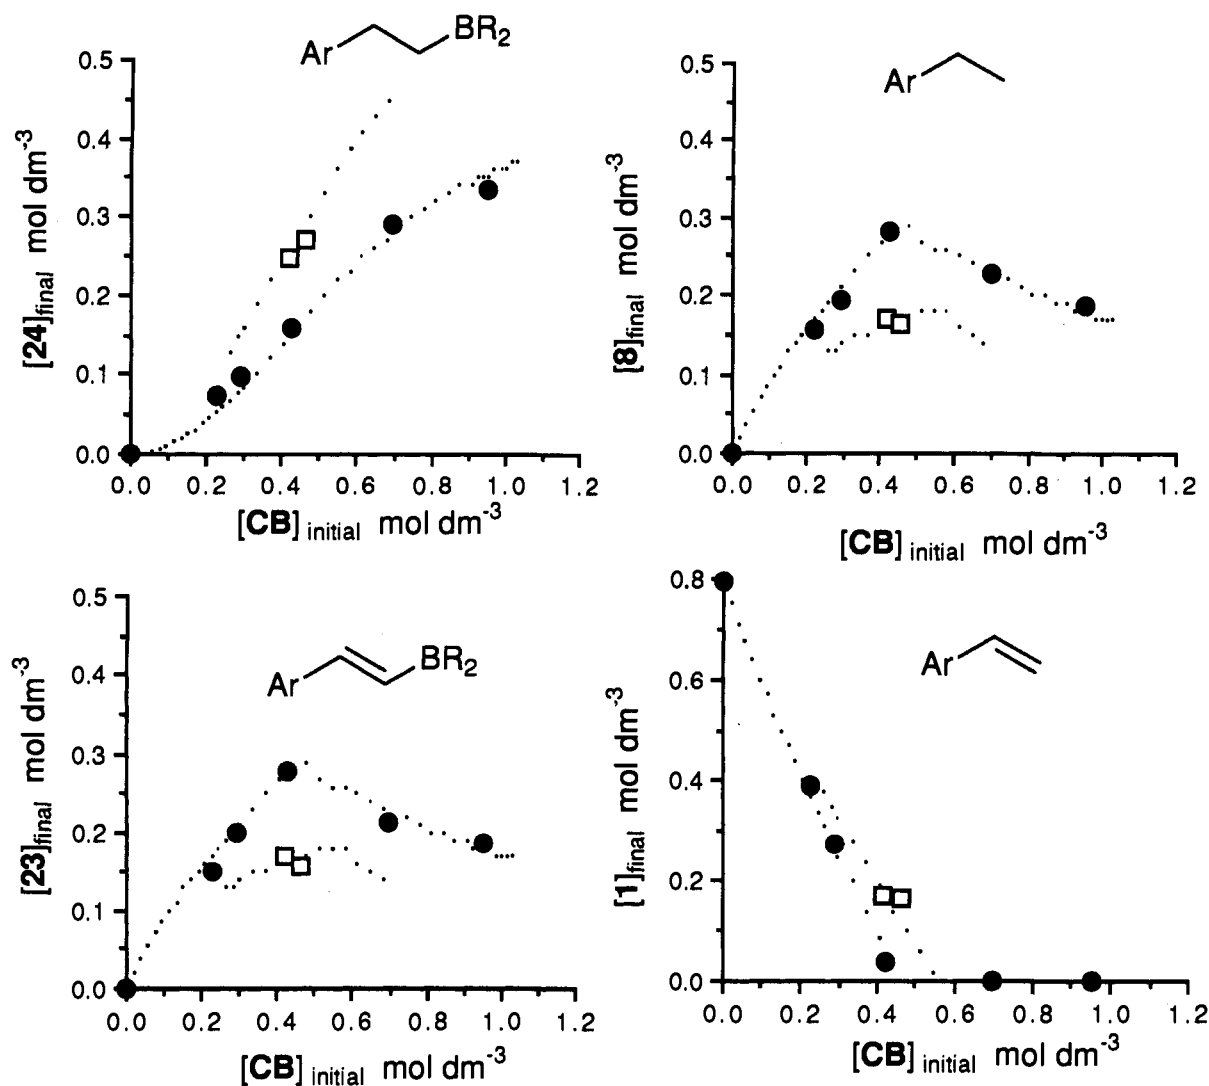 Ar BR2
0.5
0.4
0.3
0.2
0.1
0.0
[24]final mol dm-3
0.0 0.2 0.4 0.6 0.8 1.0 1.2
[CB] initial mol dm-3
Ar
0.5
0.4
0.3
0.2
0.1
0.0
[8]final mol dm-3
0.0 0.2 0.4 0.6 0.8 1.0 1.2
[CB] initial mol dm-3
Ar BR2
0.5
0.4
0.3
0.2
0.1
0.0
[23]final mol dm-3
0.0 0.2 0.4 0.6 0.8 1.0 1.2
[CB] initial mol dm-3
Ar
0.8
0.6
0.4
0.2
0.0
[1]final mol dm-3
0.0 0.2 0.4 0.6 0.8 1.0 1.2
[CB] initial mol dm-3